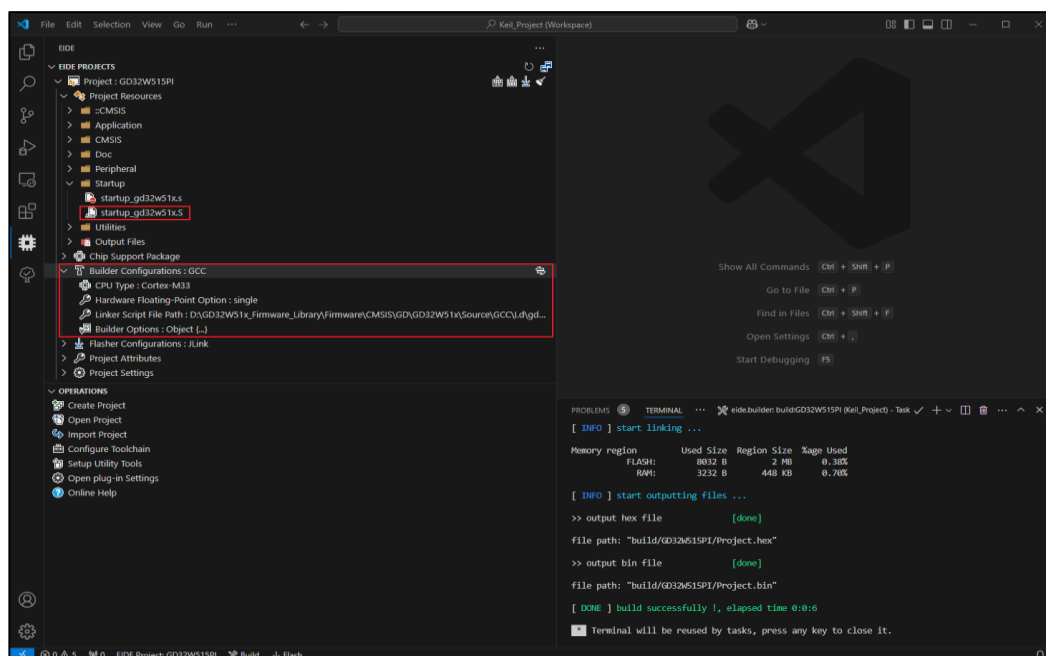 File Edit Selection View Go Run ··· Keil_Project (Workspace)
EIDE
EIDE PROJECTS
Project : GD32W515PI
Project Resources
::CMSIS
Application
CMSIS
Doc
Peripheral
Startup
startup_gd32w51x.s
startup_gd32w51x.S
Utilities
Output Files
Chip Support Package
Builder Configurations : GCC
CPU Type : Cortex-M33
Hardware Floating-Point Option : single
Linker Script File Path : D:\GD32W51x_Firmware_Library\Firmware\CMSIS\GD\GD32W51x\Source\GCC\Ld\gd...
Builder Options : Object {...}
Flasher Configurations : JLink
Project Attributes
Project Settings
OPERATIONS
Create Project
Open Project
Import Project
Configure Toolchain
Setup Utility Tools
Open plug-in Settings
Online Help
Show All Commands Ctrl + Shift + P
Go to File Ctrl + P
Find in Files Ctrl + Shift + F
Open Settings Ctrl + ,
Start Debugging F5
PROBLEMS 5 TERMINAL ··· eide.builder: build:GD32W515PI (Keil_Project) - Task
[ INFO ] start linking ...
Memory region Used Size Region Size %age Used
FLASH: 8032 B 2 MB 0.38%
RAM: 3232 B 448 KB 0.70%
[ INFO ] start outputting files ...
>> output hex file [done]
file path: "build/GD32W515PI/Project.hex"
>> output bin file [done]
file path: "build/GD32W515PI/Project.bin"
[ DONE ] build successfully !, elapsed time 0:0:6
* Terminal will be reused by tasks, press any key to close it.
0 5 0 EIDE Project: GD32W515PI Build Flash